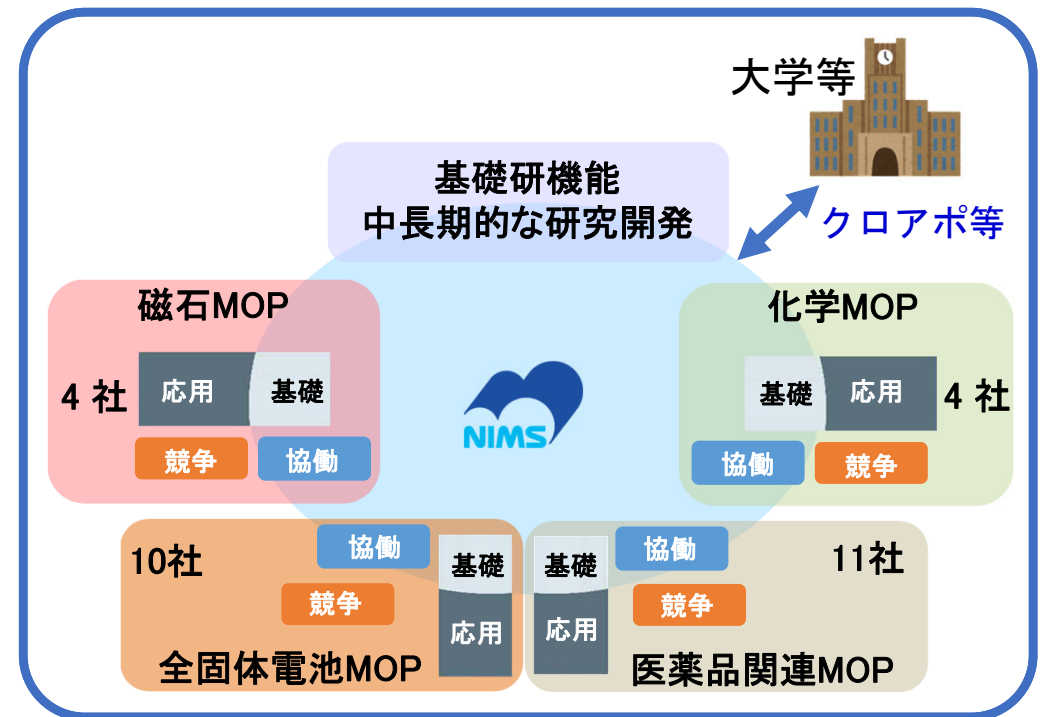 大学等
クロアポ等
基礎研機能
中長期的な研究開発
磁石MOP
4 社
応用
基礎
競争
協働
NIMS
化学MOP
基礎
応用
4 社
協働
競争
10社
協働
競争
基礎
応用
全固体電池MOP
基礎
応用
協働
競争
11社
医薬品関連MOP